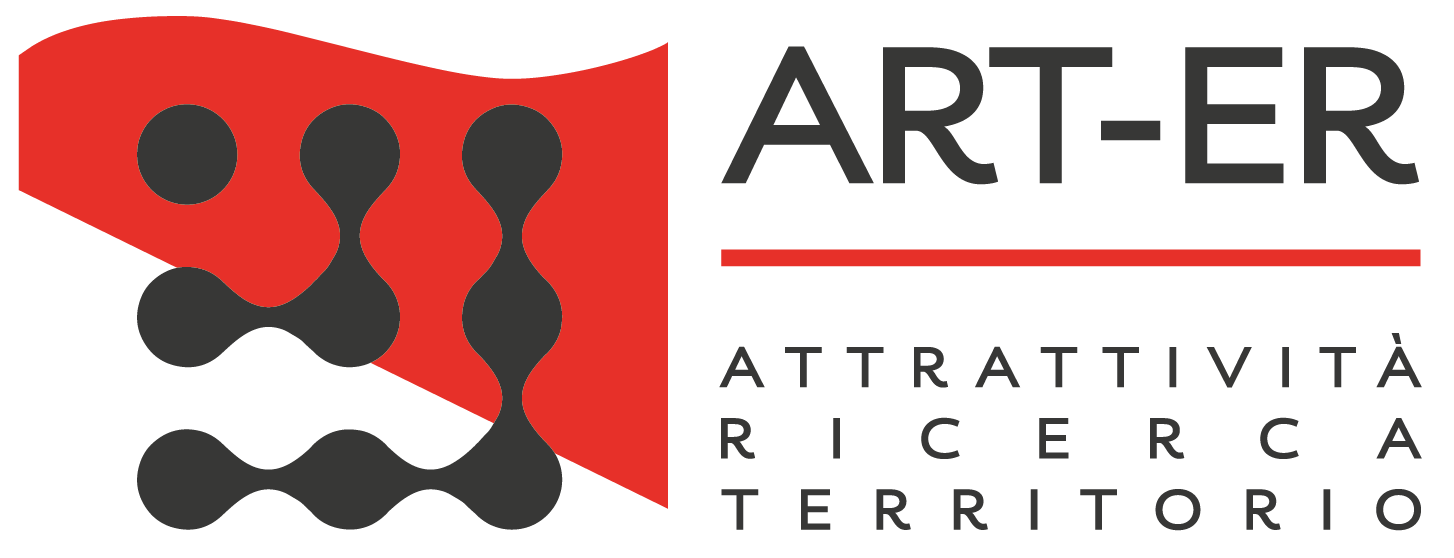 ART-ER
ATTRATTIVITÀ
RICERCA
TERRITORIO